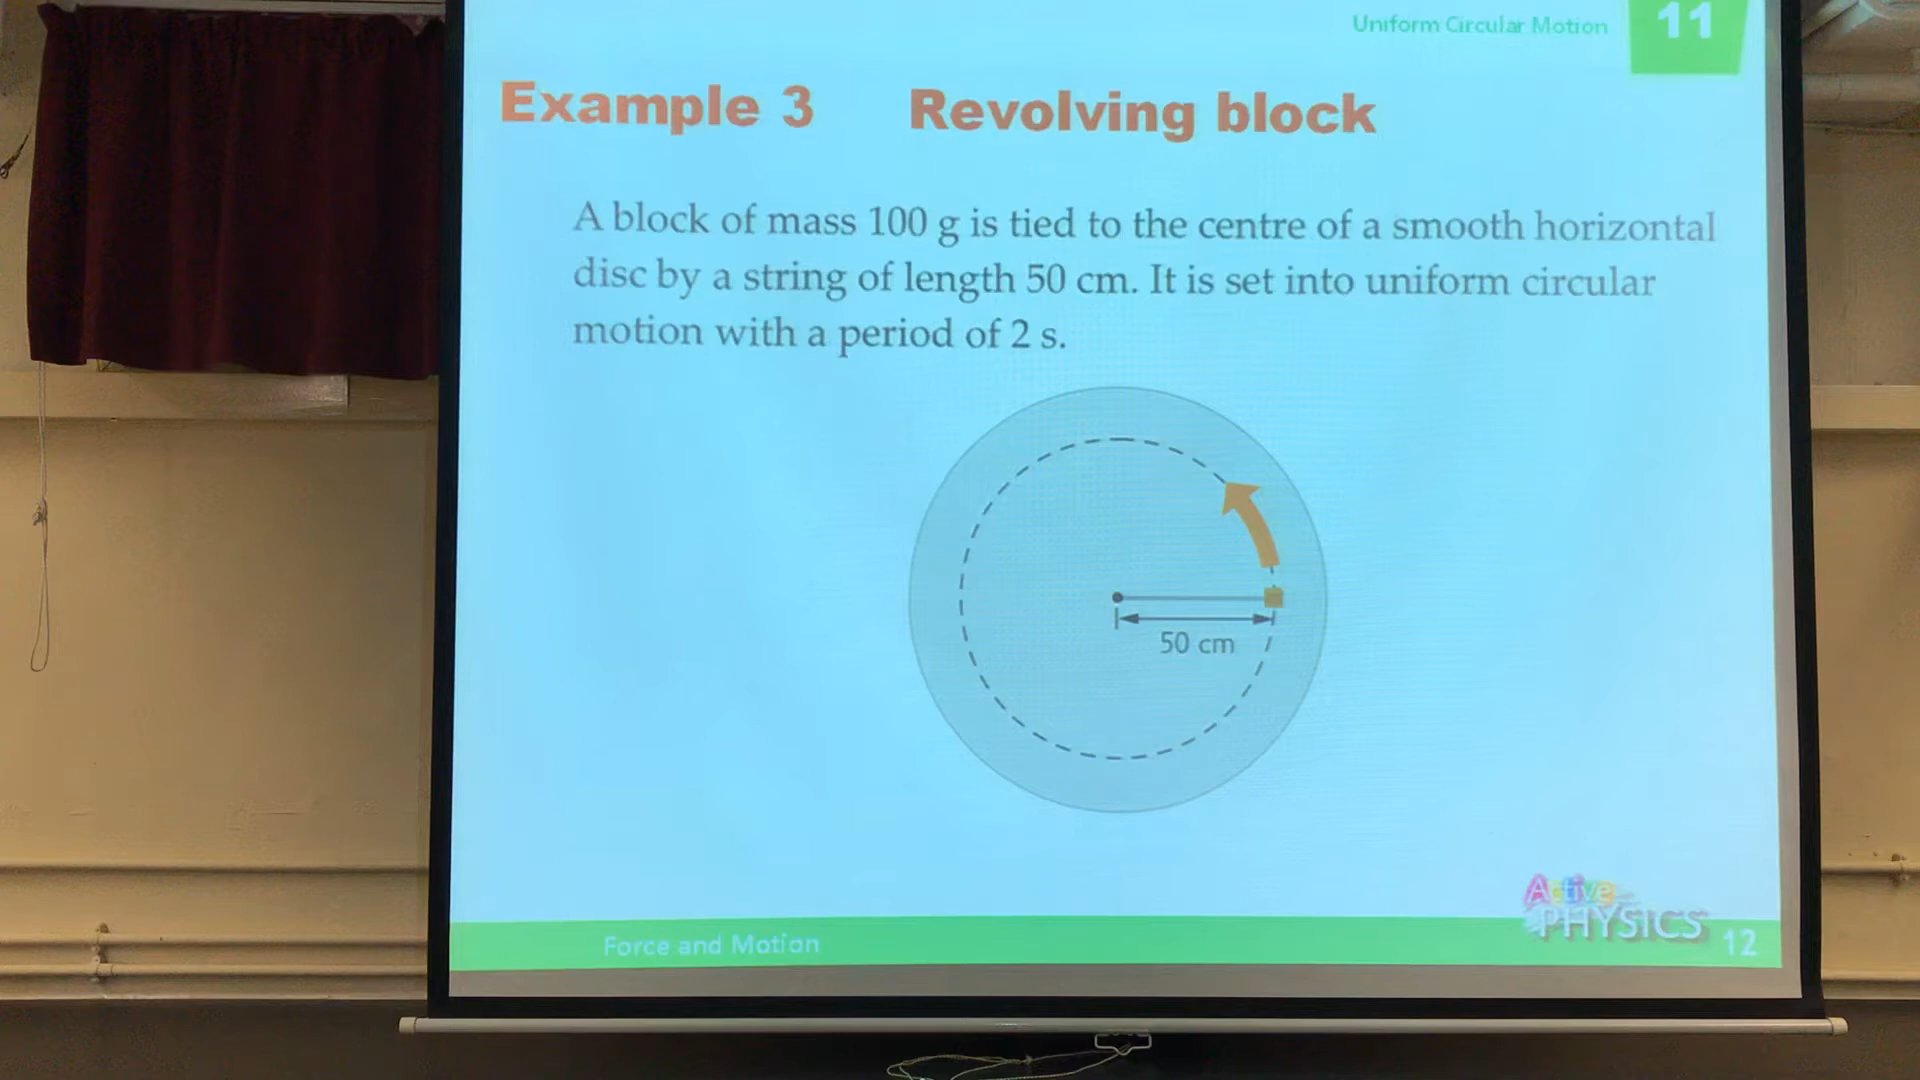 Uniform Circular Motion 11
Example 3 Revolving block
A block of mass 100 g is tied to the centre of a smooth horizontal
disc by a string of length 50 cm. It is set into uniform circular
motion with a period of 2 s.
50 cm
Active
PHYSICS
Force and Motion 12